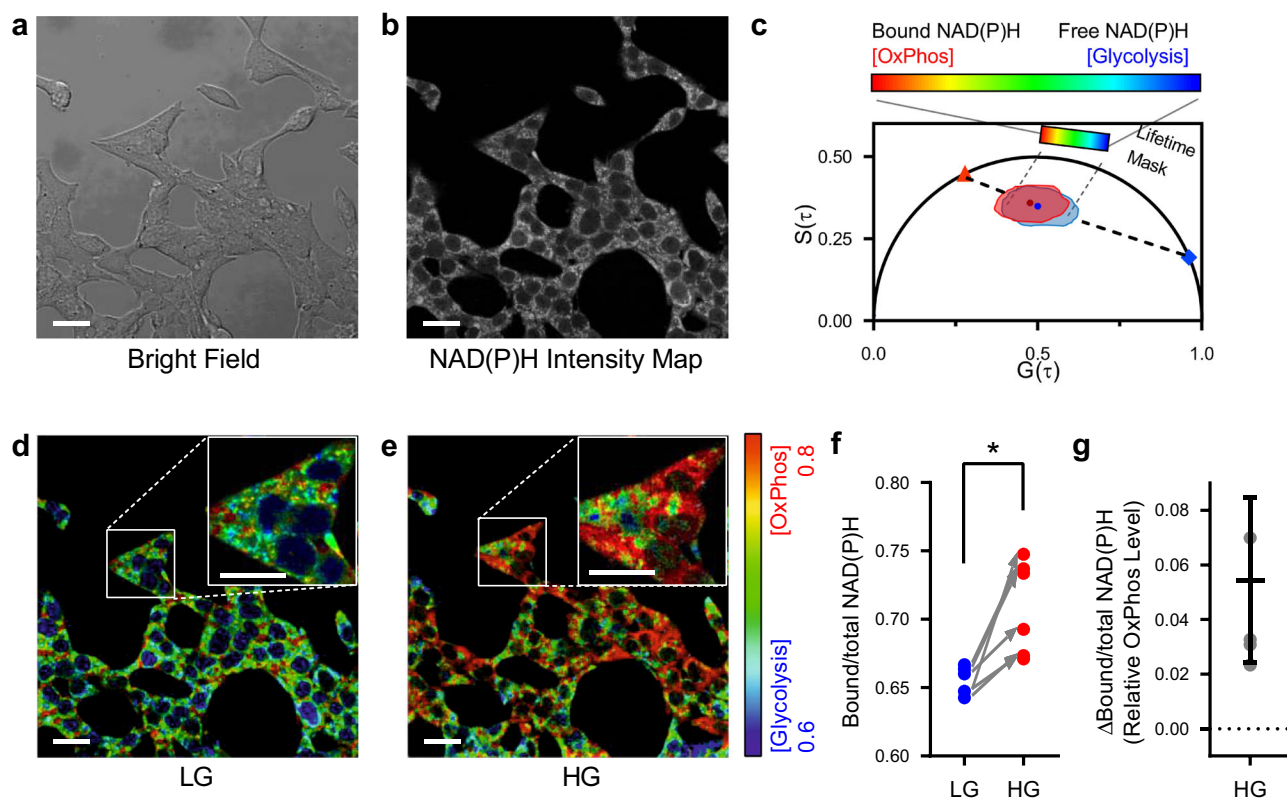 a
b
c
Bright Field
NAD(P)H Intensity Map
Bound NAD(P)H
Free NAD(P)H
[OxPhos]
[Glycolysis]
Lifetime
Mask
0.50
0.25
0.00
S(τ)
0.0
0.5
1.0
G(τ)
d
e
f
g
LG
HG
[OxPhos]
0.8
[Glycolysis]
0.6
*
Bound/total NAD(P)H
0.80
0.75
0.70
0.65
0.60
LG
HG
ΔBound/total NAD(P)H
(Relative OxPhos Level)
0.08
0.06
0.04
0.02
0.00
HG